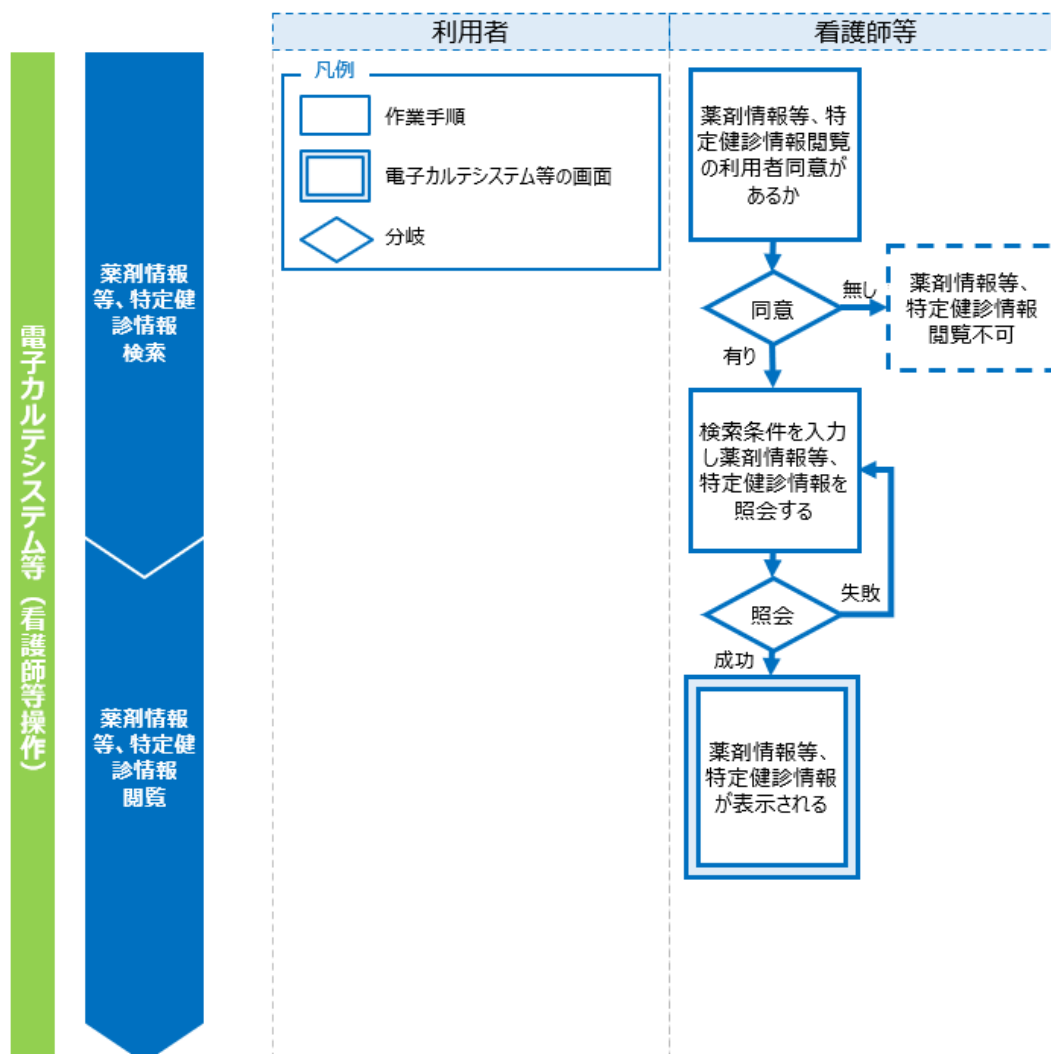 利用者
看護師等
凡例
作業手順
電子カルテシステム等の画面
分岐
電子カルテシステム等（看護師等操作）
薬剤情報
等、特定健
診情報
検索
薬剤情報
等、特定健
診情報
閲覧
薬剤情報等、特
定健診情報閲覧
の利用者同意が
あるか
同意
無し
薬剤情報等、
特定健診情報
閲覧不可
有り
検索条件を入力
し薬剤情報等、
特定健診情報を
照会する
照会
失敗
成功
薬剤情報等、
特定健診情報
が表示される